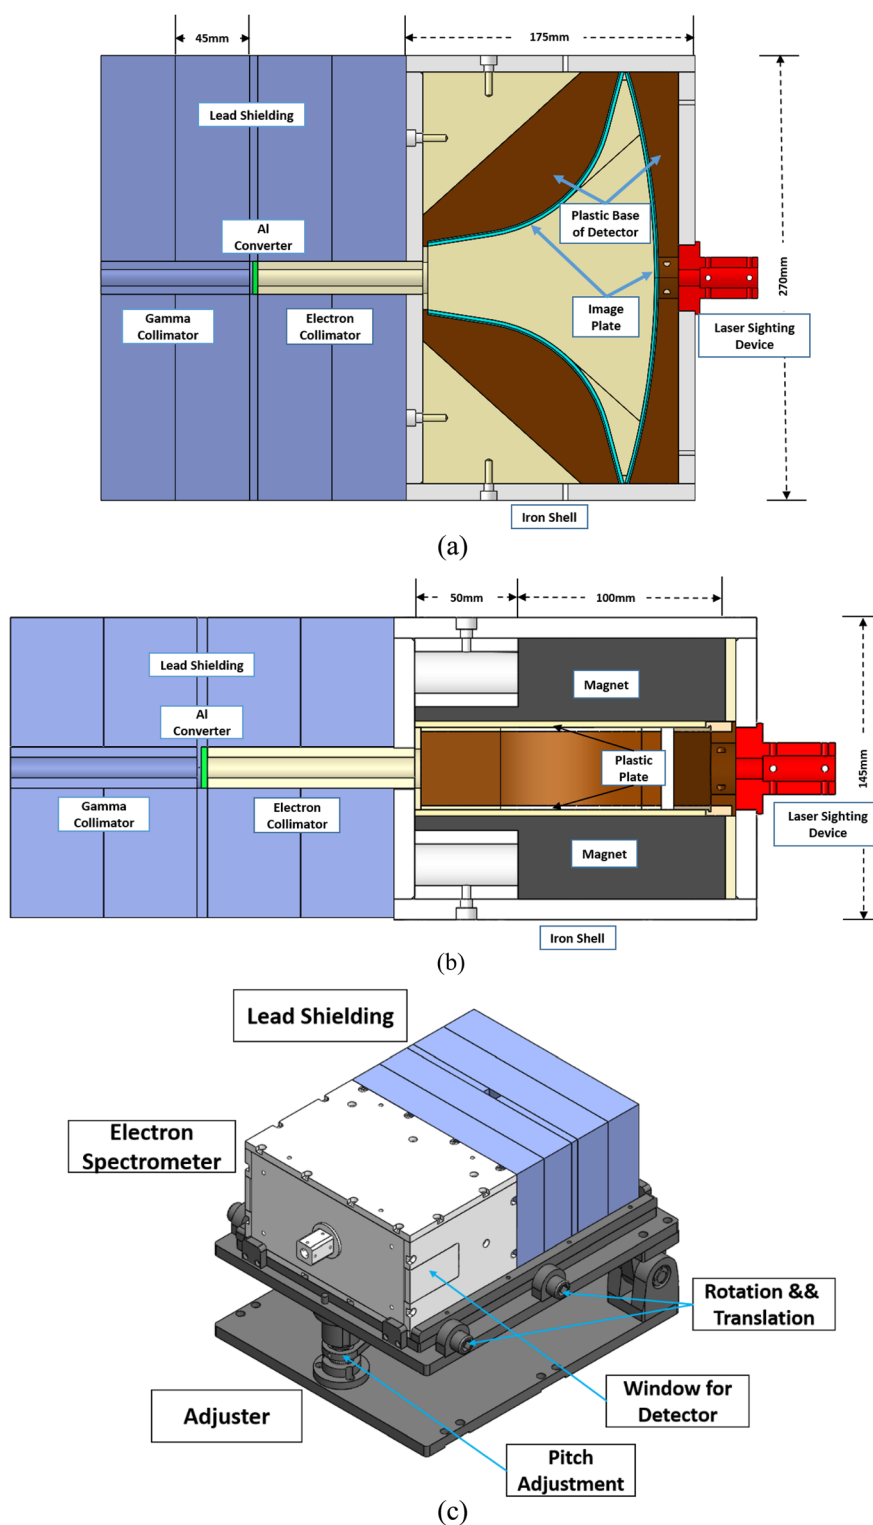 45mm
175mm
Lead Shielding
Al
Converter
Plastic Base
of Detector
270mm
Gamma
Collimator
Electron
Collimator
Image
Plate
Laser Sighting
Device
Iron Shell
(a)
50mm
100mm
Lead Shielding
Magnet
Al
Converter
Plastic
Plate
145mm
Gamma
Collimator
Electron
Collimator
Laser Sighting
Device
Magnet
Iron Shell
(b)
Lead Shielding
Electron
Spectrometer
Rotation &&
Translation
Window for
Detector
Adjuster
Pitch
Adjustment
(c)